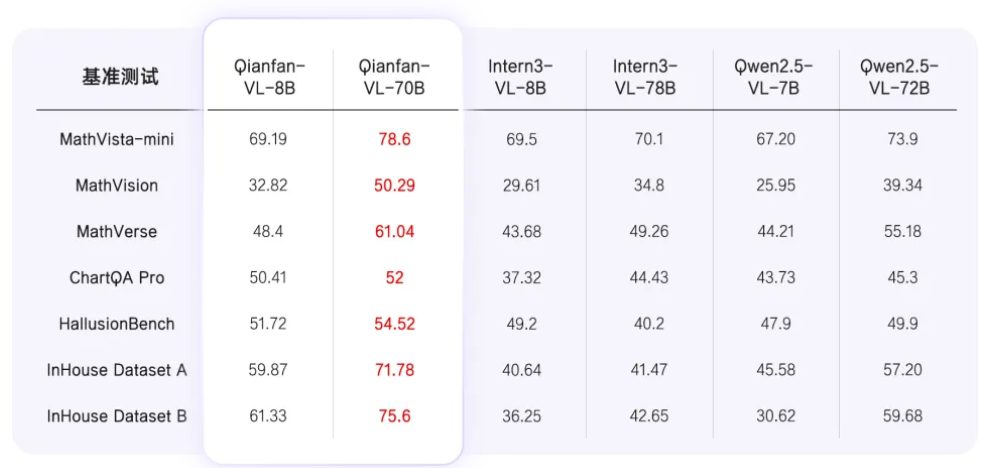 基准测试 Qianfan-VL-8B Qianfan-VL-70B Intern3-VL-8B Intern3-VL-78B Qwen2.5-VL-7B Qwen2.5-VL-72B
MathVista-mini 69.19 78.6 69.5 70.1 67.20 73.9
MathVision 32.82 50.29 29.61 34.8 25.95 39.34
MathVerse 48.4 61.04 43.68 49.26 44.21 55.18
ChartQA Pro 50.41 52 37.32 44.43 43.73 45.3
HallusionBench 51.72 54.52 49.2 40.2 47.9 49.9
InHouse Dataset A 59.87 71.78 40.64 41.47 45.58 57.20
InHouse Dataset B 61.33 75.6 36.25 42.65 30.62 59.68